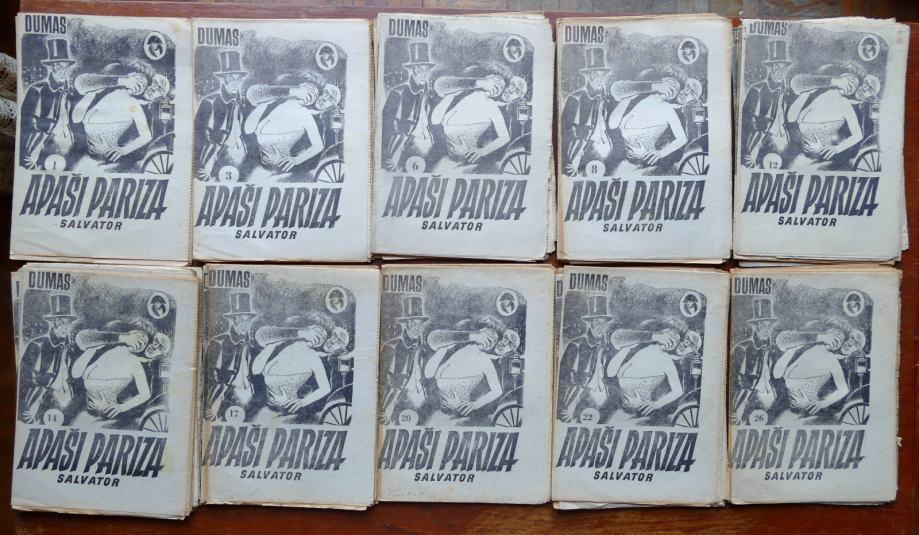 DUMAS
1
APAŠI PARIZA
SALVATOR
DUMAS
3
APAŠI PARIZA
SALVATOR
DUMAS
6
APAŠI PARIZA
SALVATOR
DUMAS
8
APAŠI PARIZA
SALVATOR
DUMAS
12
APAŠI PARIZA
SALVATOR
DUMAS
14
APAŠI PARIZA
SALVATOR
DUMAS
17
APAŠI PARIZA
SALVATOR
DUMAS
20
APAŠI PARIZA
SALVATOR
DUMAS
22
APAŠI PARIZA
SALVATOR
DUMAS
26
APAŠI PARIZA
SALVATOR